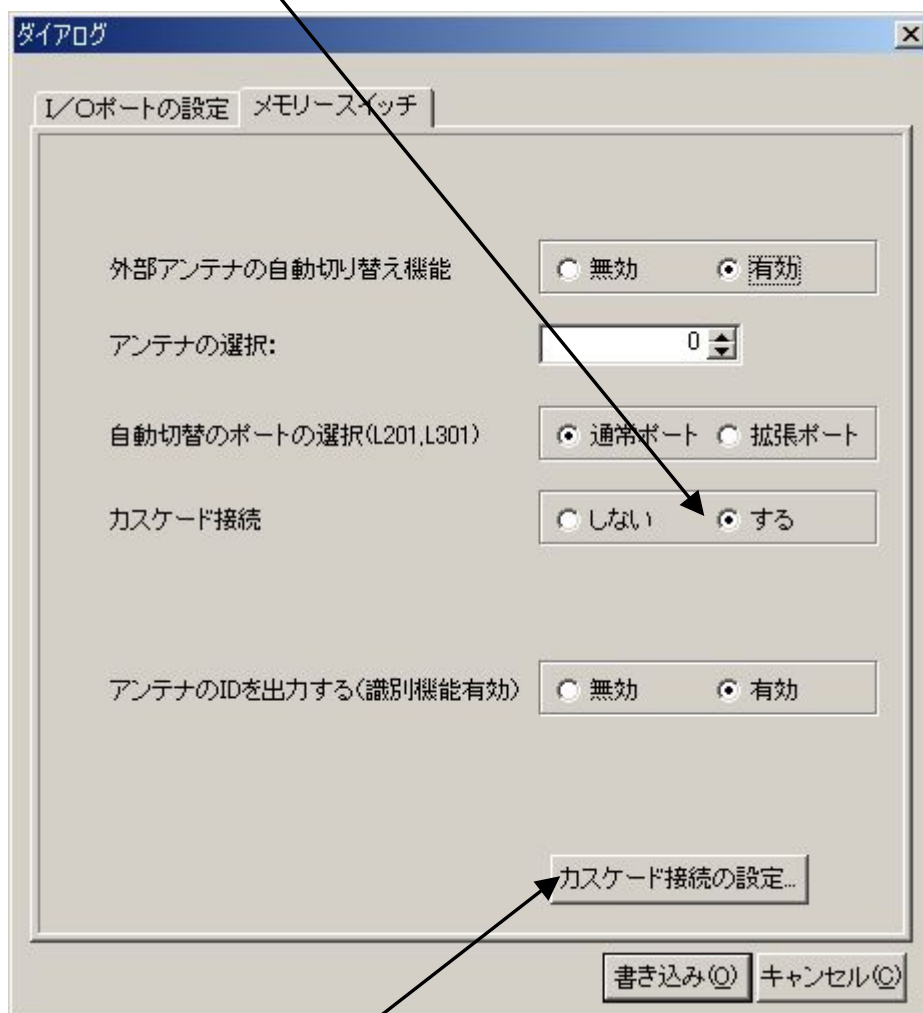 ダイアログ
I/Oポートの設定 メモリースイッチ
外部アンテナの自動切り替え機能 無効 有効
アンテナの選択: 0
自動切替のポートの選択(L201,L301) 通常ポート 拡張ポート
カスケード接続 しない する
アンテナのIDを出力する(識別機能有効) 無効 有効
カスケード接続の設定...
書き込み(O) キャンセル(C)